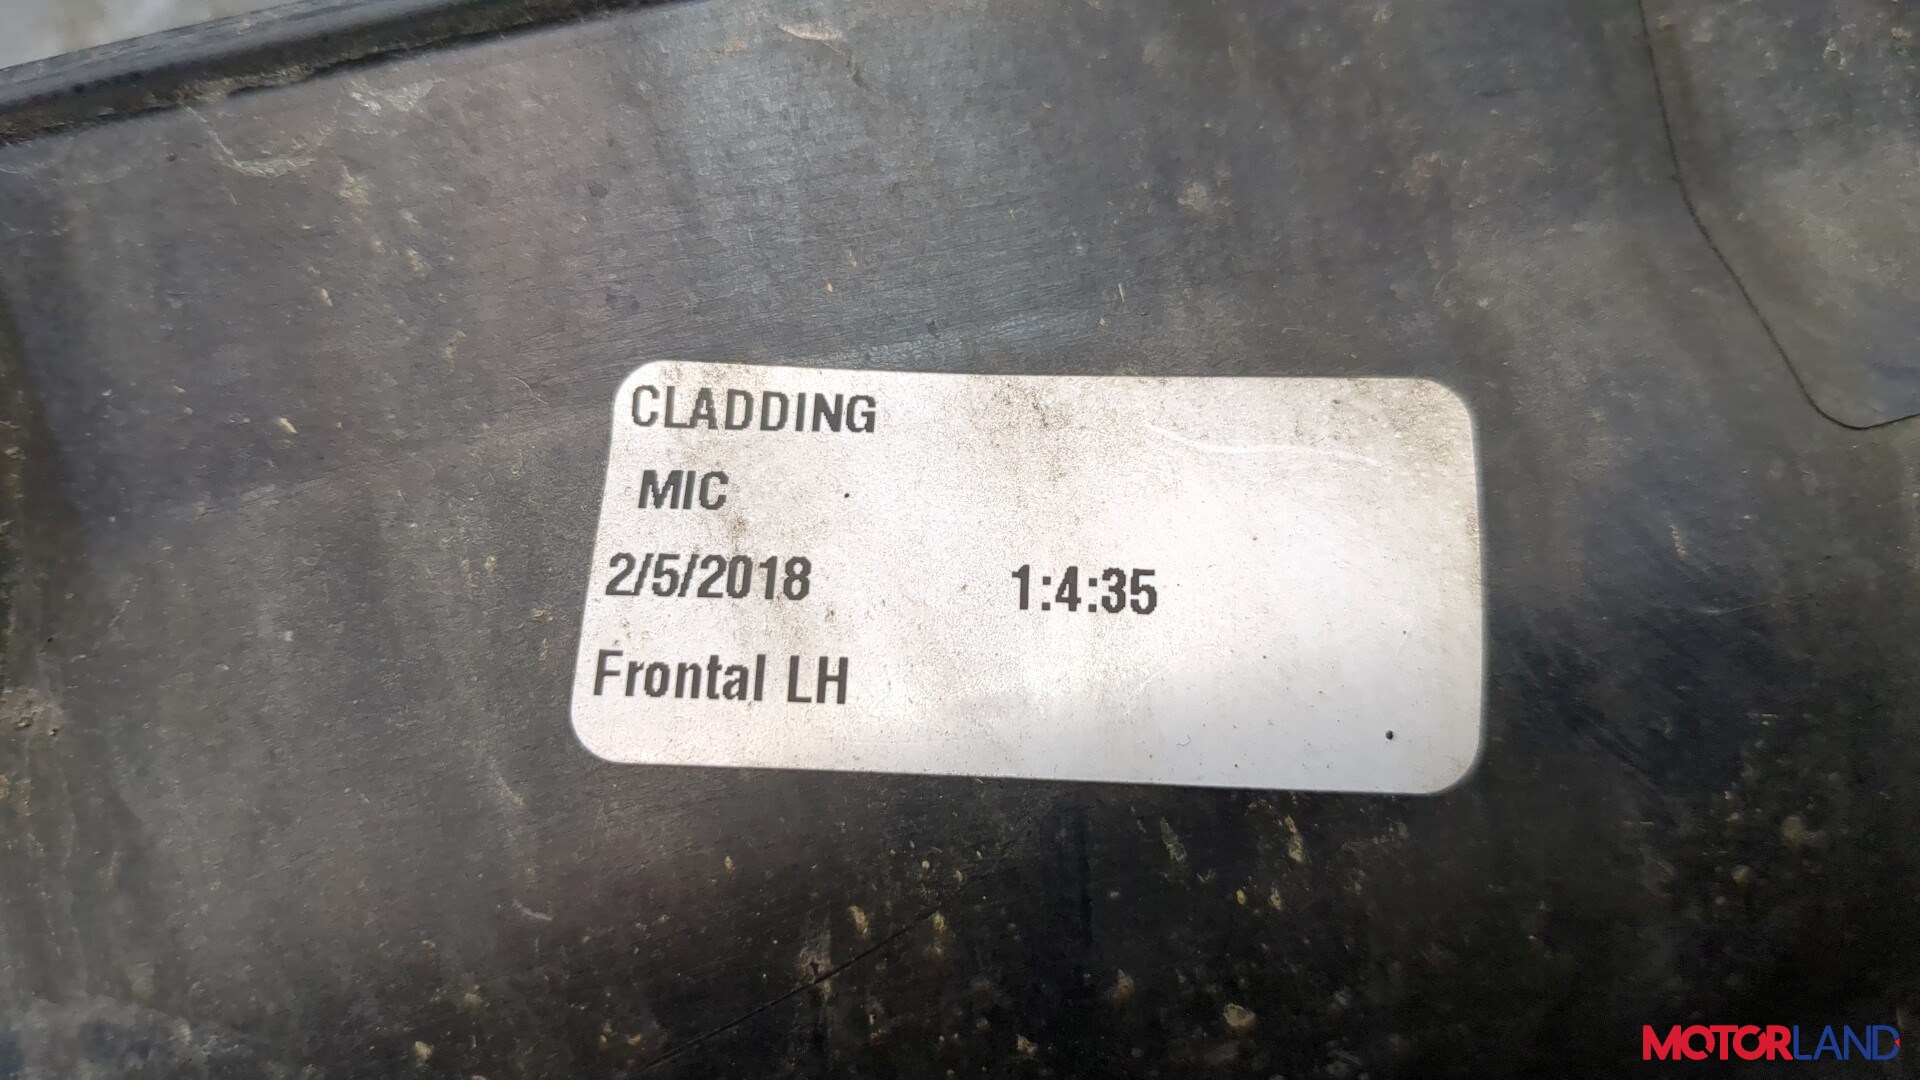 CLADDING
MIC
2/5/2018 1:4:35
Frontal LH
MOTORLAND